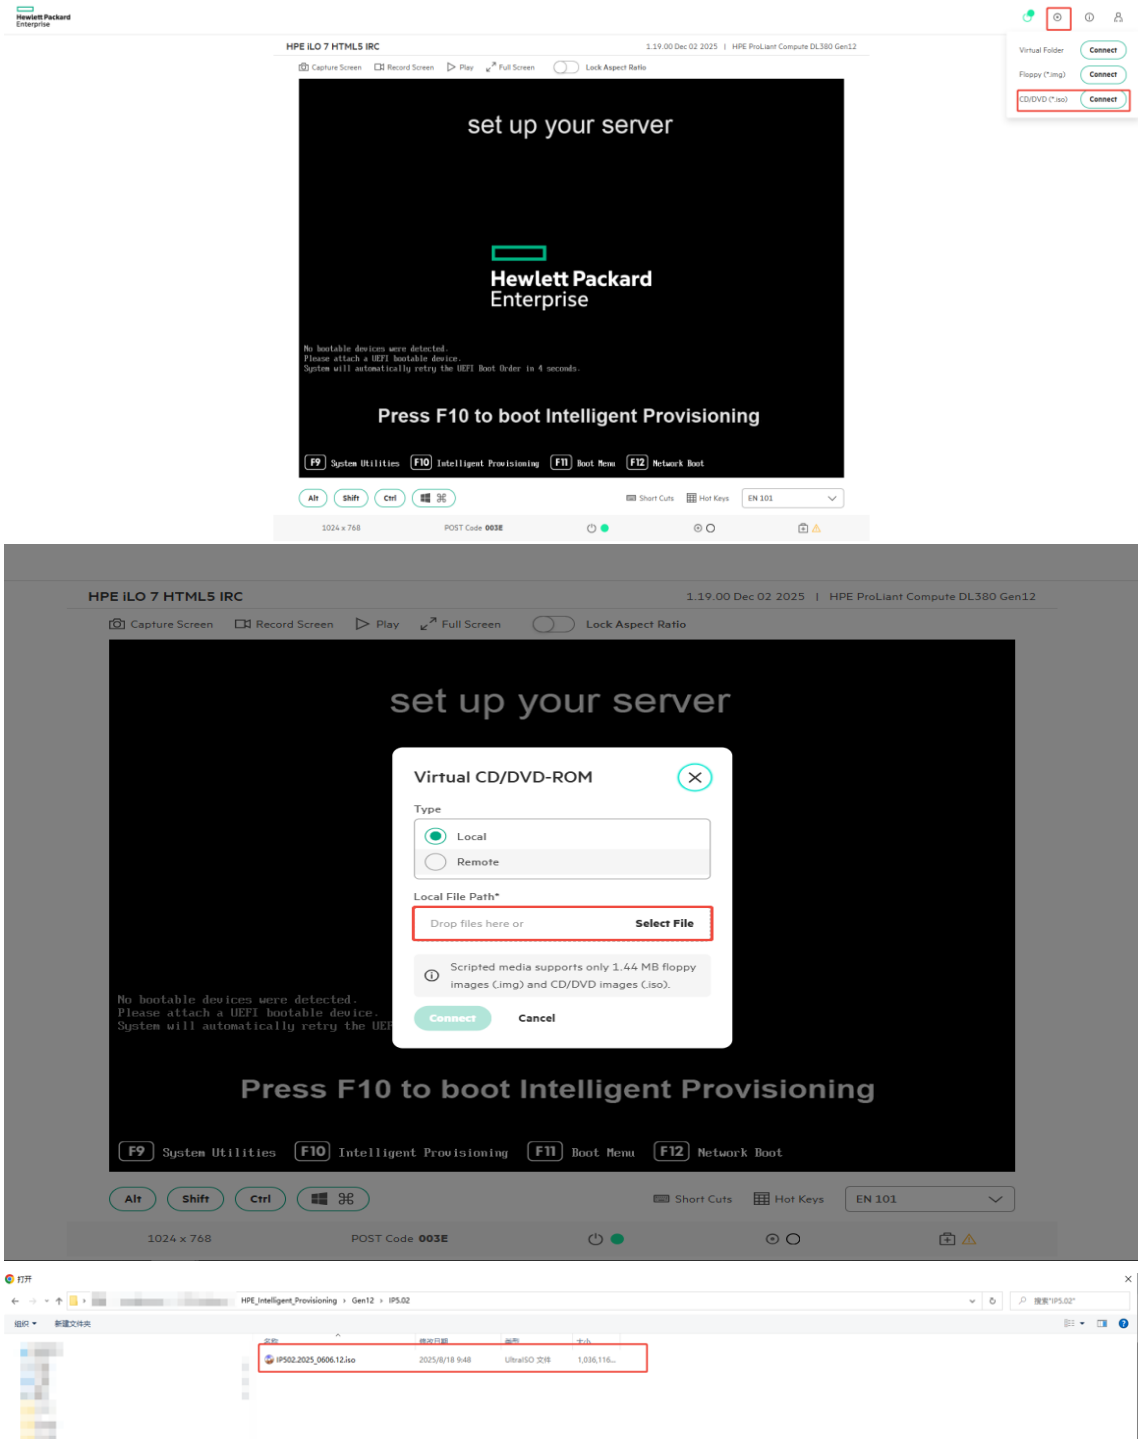 Hewlett Packard
Enterprise
HPE iLO 7 HTML5 IRC
1.19.00 Dec 02 2025 | HPE ProLiant Compute DL380 Gen12
Capture Screen Record Screen Play Full Screen Lock Aspect Ratio
Virtual Folder Connect
Floppy (*.img) Connect
CD/DVD (*.iso) Connect
set up your server
Hewlett Packard
Enterprise
No bootable devices were detected.
Please attach a UEFI bootable device.
System will automatically retry the UEFI Boot Order in 4 seconds.
Press F10 to boot Intelligent Provisioning
F9 System Utilities F10 Intelligent Provisioning F11 Boot Menu F12 Network Boot
Alt Shift Ctrl ⌘ Short Cuts Hot Keys EN 101
1024 x 768 POST Code 003E
HPE iLO 7 HTML5 IRC
1.19.00 Dec 02 2025 | HPE ProLiant Compute DL380 Gen12
Capture Screen Record Screen Play Full Screen Lock Aspect Ratio
set up your server
Virtual CD/DVD-ROM
Type
Local
Remote
Local File Path*
Drop files here or Select File
Scripted media supports only 1.44 MB floppy
images (.img) and CD/DVD images (.iso).
Connect Cancel
No bootable devices were detected.
Please attach a UEFI bootable device.
System will automatically retry the UEF
Press F10 to boot Intelligent Provisioning
F9 System Utilities F10 Intelligent Provisioning F11 Boot Menu F12 Network Boot
Alt Shift Ctrl ⌘ Short Cuts Hot Keys EN 101
1024 x 768 POST Code 003E
打开
HPE_Intelligent_Provisioning › Gen12 › IP5.02
搜索"IP5.02"
组织 新建文件夹
名称 修改日期 类型 大小
IP502.2025_0606.12.iso 2025/8/18 9:48 UltraISO 文件 1,036,116...